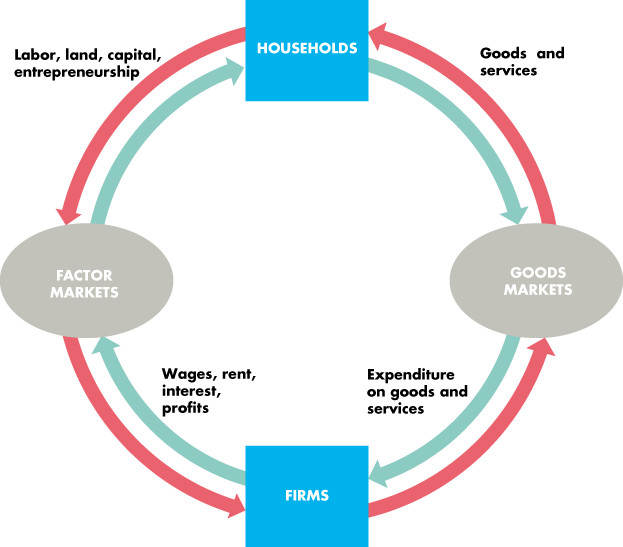 HOUSEHOLDS
Labor, land, capital,
entrepreneurship
Goods and
services
FACTOR
MARKETS
GOODS
MARKETS
Wages, rent,
interest,
profits
Expenditure
on goods and
services
FIRMS